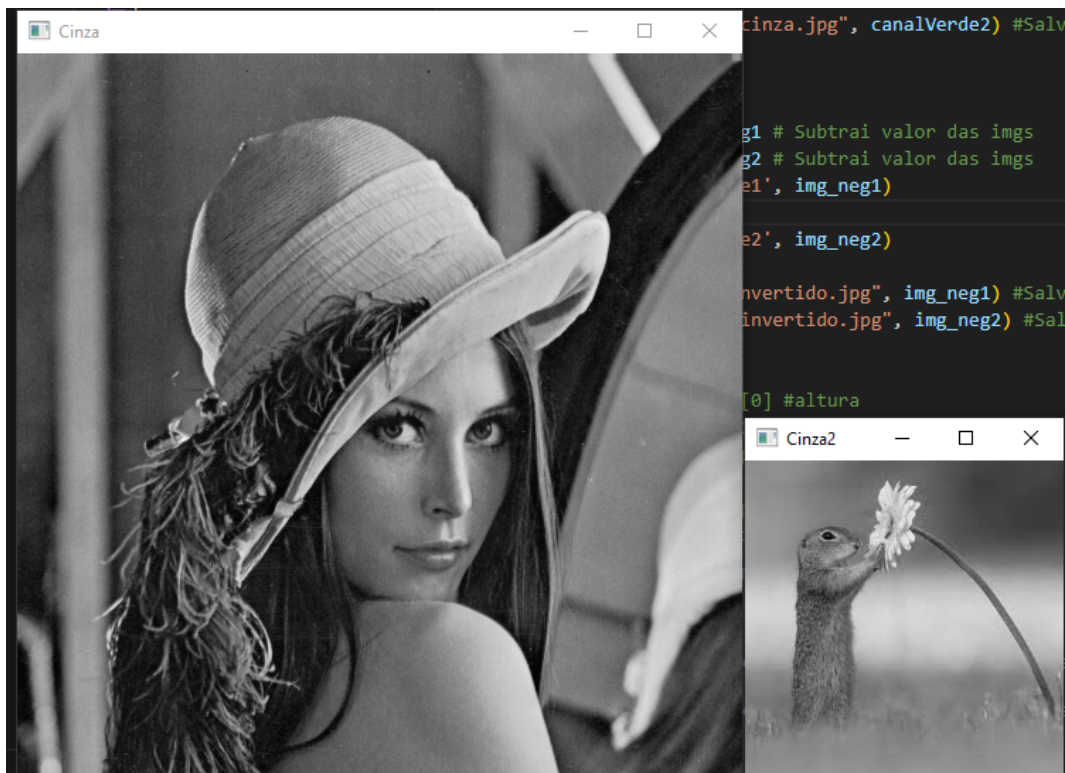 Cinza
cinza.jpg", canalVerde2) #Salv
g1 # Subtrai valor das imgs
g2 # Subtrai valor das imgs
e1', img_neg1)
e2', img_neg2)
nvertido.jpg", img_neg1) #Salv
invertido.jpg", img_neg2) #Sal
[0] #altura
Cinza2